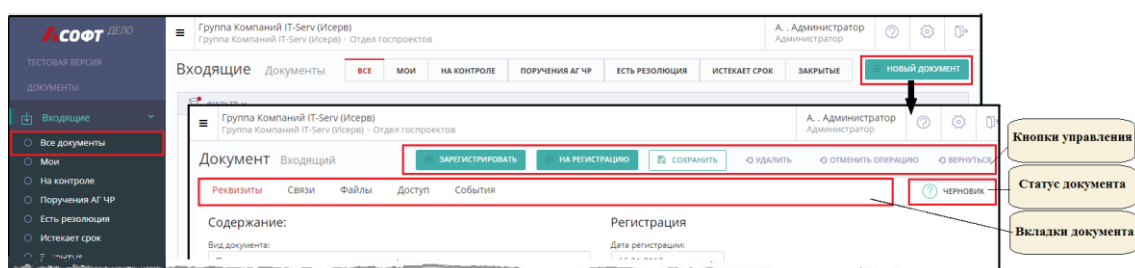 СОФТ ДЕЛО
ТЕСТОВАЯ ВЕРСИЯ
ДОКУМЕНТЫ
Входящие
Все документы
Мои
На контроле
Поручения АГ ЧР
Есть резолюция
Истекает срок
Группа Компаний IT-Serv (Исерв)
Группа Компаний IT-Serv (Исерв) › Отдел госпроектов
А. . Администратор
Администратор
Входящие Документы
ВСЕ МОИ НА КОНТРОЛЕ ПОРУЧЕНИЯ АГ ЧР ЕСТЬ РЕЗОЛЮЦИЯ ИСТЕКАЕТ СРОК ЗАКРЫТЫЕ
НОВЫЙ ДОКУМЕНТ
ФИЛЬТР
Группа Компаний IT-Serv (Исерв)
Группа Компаний IT-Serv (Исерв) › Отдел госпроектов
А. . Администратор
Администратор
Документ Входящий
ЗАРЕГИСТРИРОВАТЬ НА РЕГИСТРАЦИЮ СОХРАНИТЬ УДАЛИТЬ ОТМЕНИТЬ ОПЕРАЦИЮ ВЕРНУТЬСЯ
Реквизиты Связи Файлы Доступ События
ЧЕРНОВИК
Содержание:
Вид документа:
Регистрация
Дата регистрации:
Кнопки управления
Статус документа
Вкладки документа